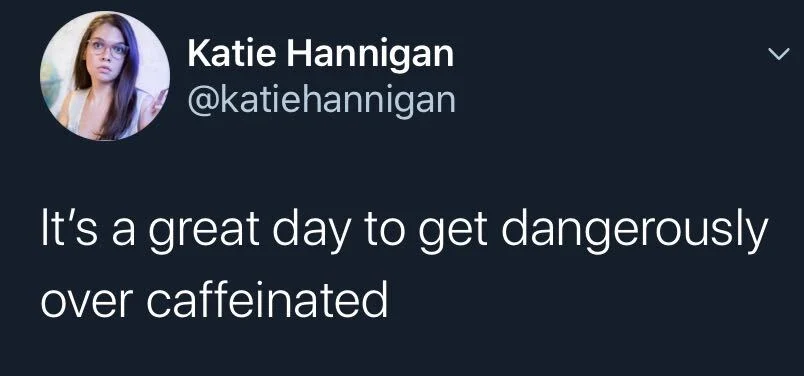 Katie Hannigan
@katiehannigan
It's a great day to get dangerously
over caffeinated